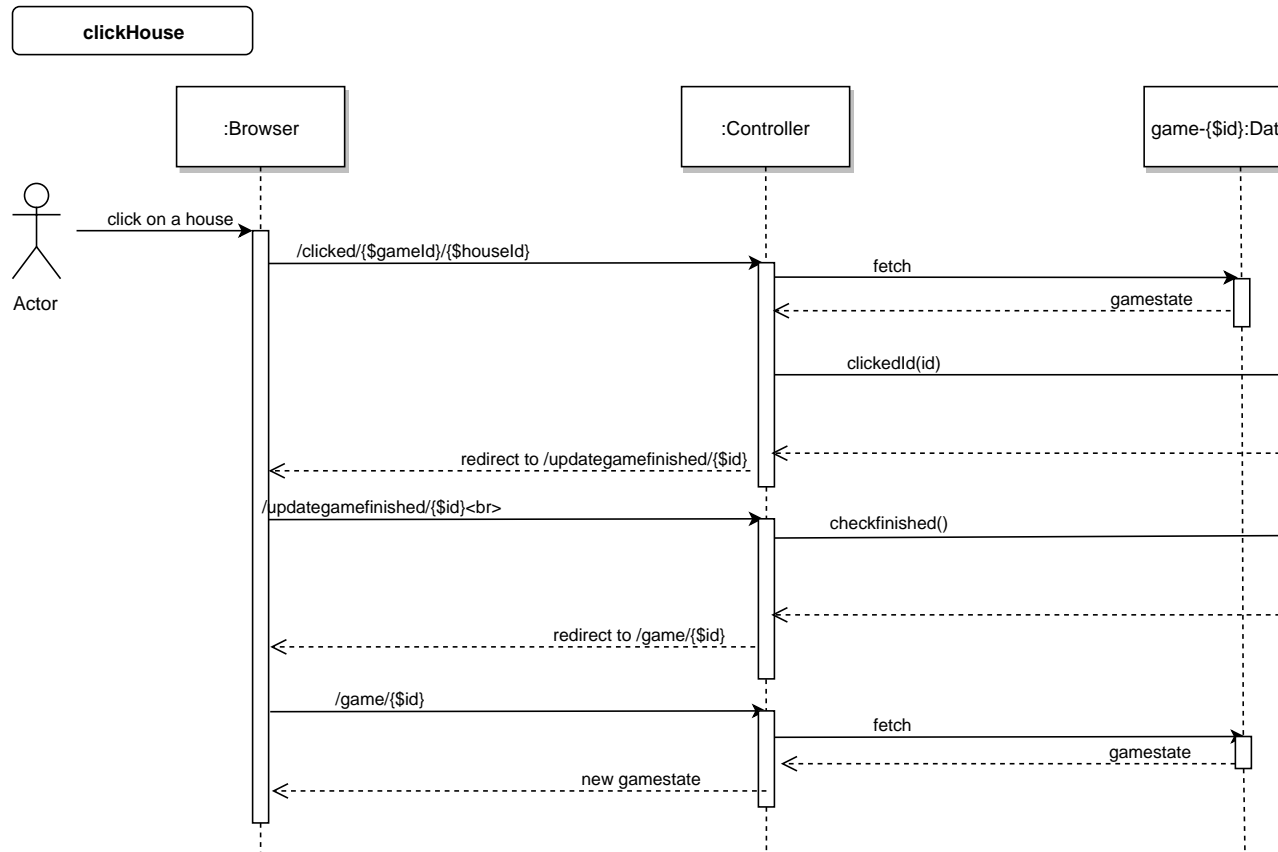 clickHouse
:Browser
:Controller
game-{$id}:Dat
click on a house
/clicked/{$gameId}/{$houseId}
fetch
Actor
gamestate
clickedId(id)
redirect to /updategamefinished/{$id}
/updategamefinished/{$id}<br>
checkfinished()
redirect to /game/{$id}
/game/{$id}
fetch
gamestate
new gamestate